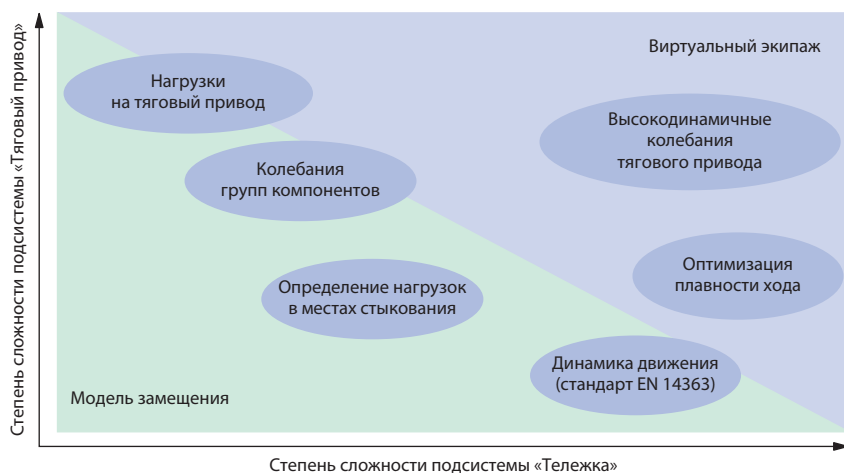 Степень сложности подсистемы «Тяговый привод»
Виртуальный экипаж
Нагрузки
на тяговый привод
Высокодинамичные
колебания
тягового привода
Колебания
групп компонентов
Оптимизация
плавности хода
Определение нагрузок
в местах стыкования
Динамика движения
(стандарт EN 14363)
Модель замещения
Степень сложности подсистемы «Тележка»